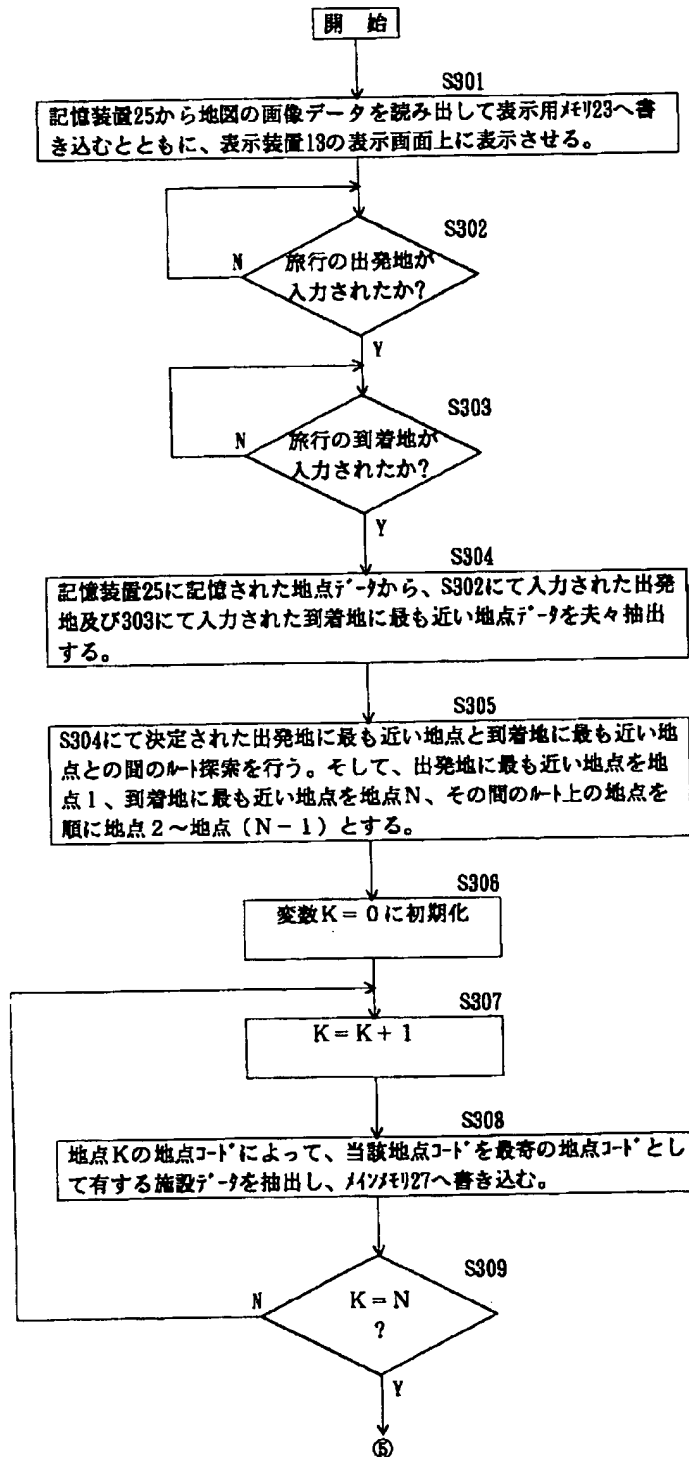 開 始
S301
記憶装置25から地図の画像データを読み出して表示用ﾒﾓﾘ23へ書
き込むとともに、表示装置13の表示画面上に表示させる。
S302
旅行の出発地が
入力されたか?
N
Y
S303
旅行の到着地が
入力されたか?
N
Y
S304
記憶装置25に記憶された地点ﾃﾞｰﾀから、S302にて入力された出発
地及び303にて入力された到着地に最も近い地点ﾃﾞｰﾀを夫々抽出
する。
S305
S304にて決定された出発地に最も近い地点と到着地に最も近い地
点との間のﾙｰﾄ探索を行う。そして、出発地に最も近い地点を地
点1、到着地に最も近い地点を地点N、その間のﾙｰﾄ上の地点を
順に地点2～地点(N-1)とする。
S306
変数K=0に初期化
S307
K=K+1
S308
地点Kの地点ｺｰﾄﾞによって、当該地点ｺｰﾄﾞを最寄の地点ｺｰﾄﾞとし
て有する施設ﾃﾞｰﾀを抽出し、ﾒｲﾝﾒﾓﾘ27へ書き込む。
S309
N
K=N
?
Y
⑤